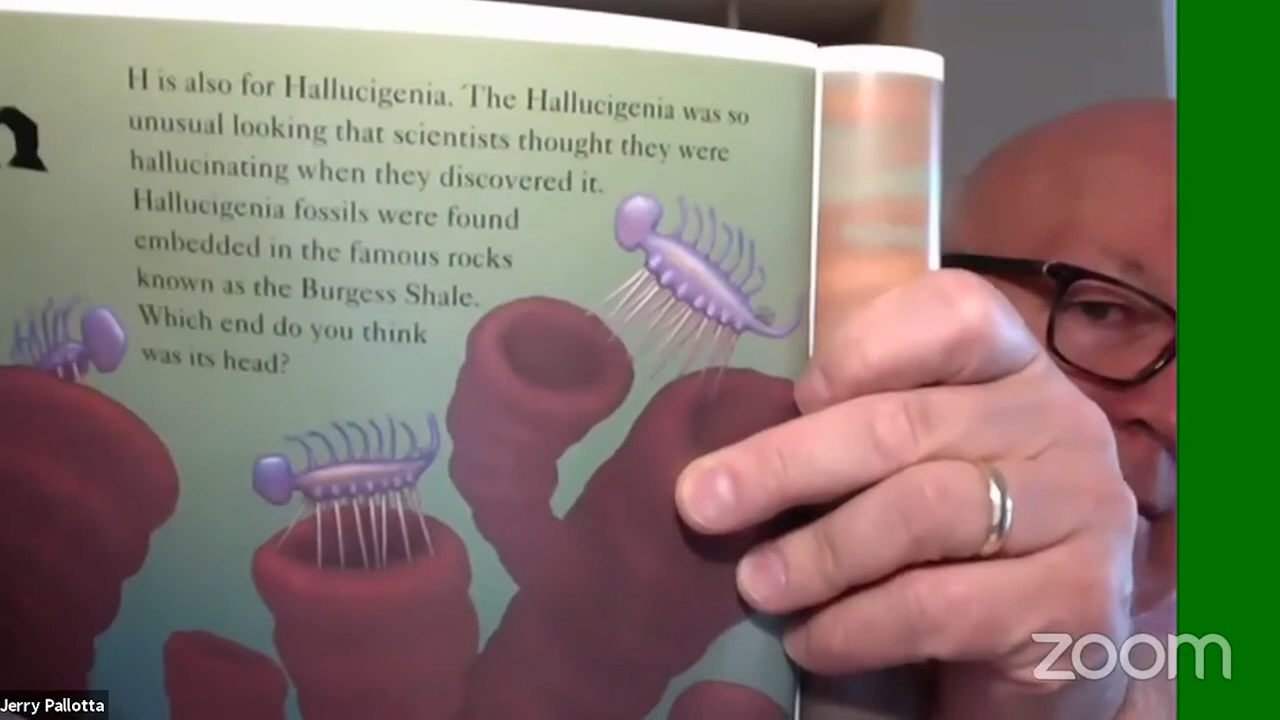 n
H is also for Hallucigenia. The Hallucigenia was so
unusual looking that scientists thought they were
hallucinating when they discovered it.
Hallucigenia fossils were found
embedded in the famous rocks
known as the Burgess Shale.
Which end do you think
was its head?
Jerry Pallotta
zoom